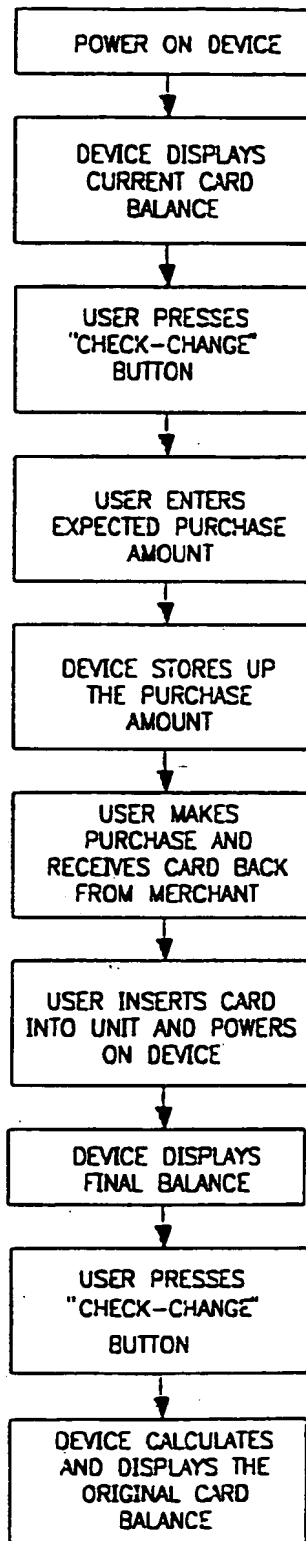 POWER ON DEVICE
DEVICE DISPLAYS
CURRENT CARD
BALANCE
USER PRESSES
"CHECK-CHANGE"
BUTTON
USER ENTERS
EXPECTED PURCHASE
AMOUNT
DEVICE STORES UP
THE PURCHASE
AMOUNT
USER MAKES
PURCHASE AND
RECEIVES CARD BACK
FROM MERCHANT
USER INSERTS CARD
INTO UNIT AND POWERS
ON DEVICE
DEVICE DISPLAYS
FINAL BALANCE
USER PRESSES
"CHECK-CHANGE"
BUTTON
DEVICE CALCULATES
AND DISPLAYS THE
ORIGINAL CARD
BALANCE